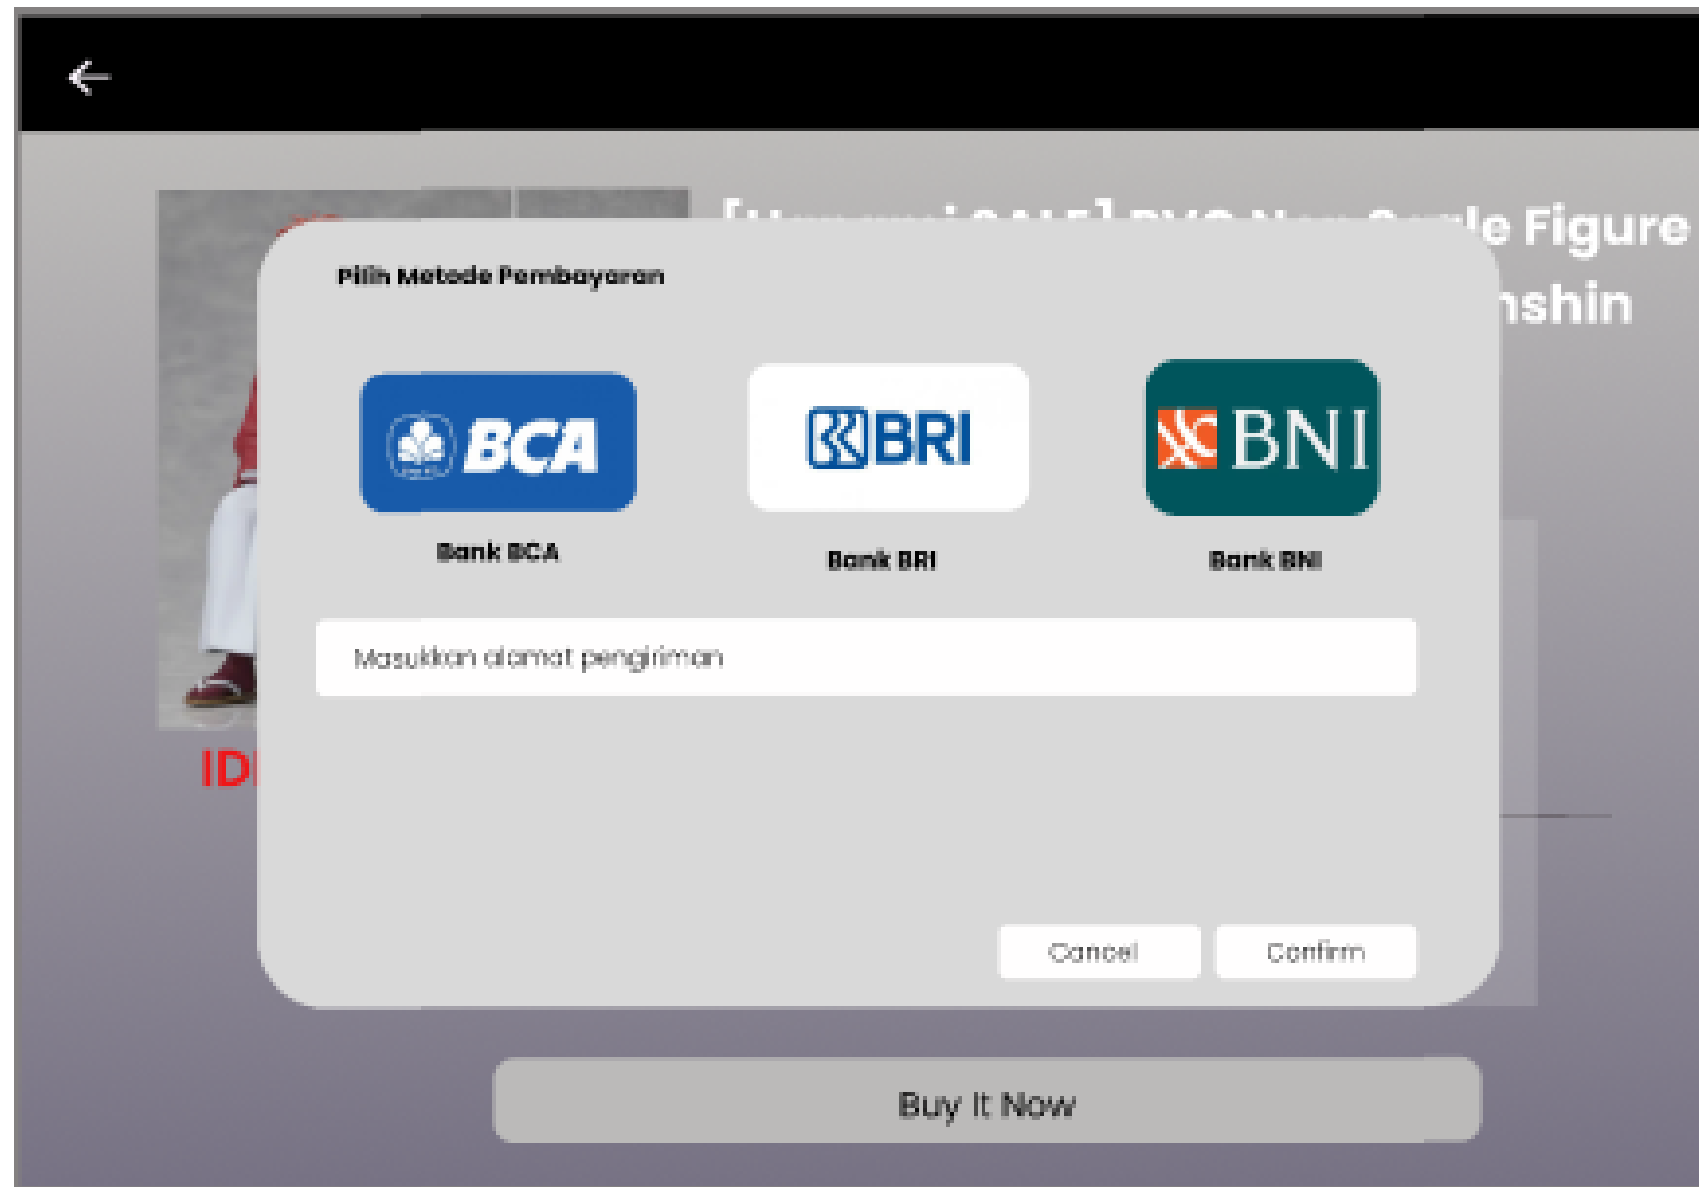 Figure
nshin
Pilih Metode Pembayaran
BCA BRI BNI
Bank BCA Bank BRI Bank BNI
Masukkan alamat pengiriman
ID
Cancel Confirm
Buy It Now